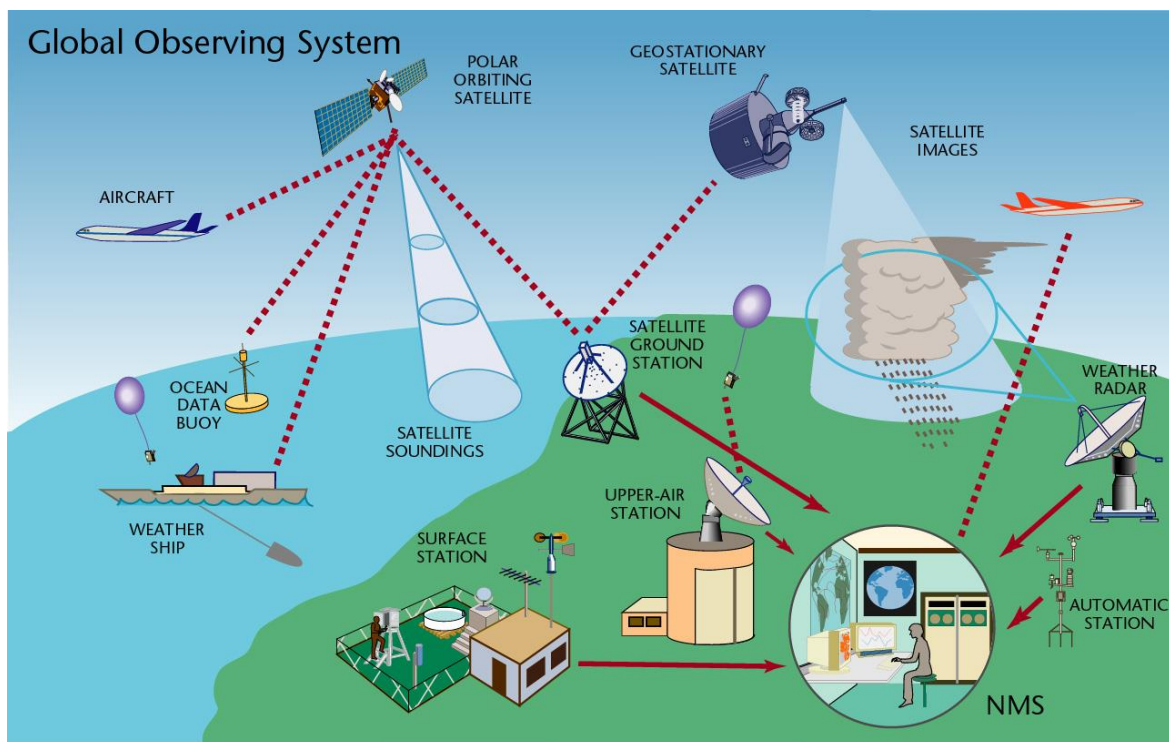 Global Observing System
POLAR
ORBITING
SATELLITE
GEOSTATIONARY
SATELLITE
SATELLITE
IMAGES
AIRCRAFT
OCEAN
DATA
BUOY
SATELLITE
GROUND
STATION
WEATHER
RADAR
SATELLITE
SOUNDINGS
WEATHER
SHIP
UPPER-AIR
STATION
SURFACE
STATION
AUTOMATIC
STATION
NMS